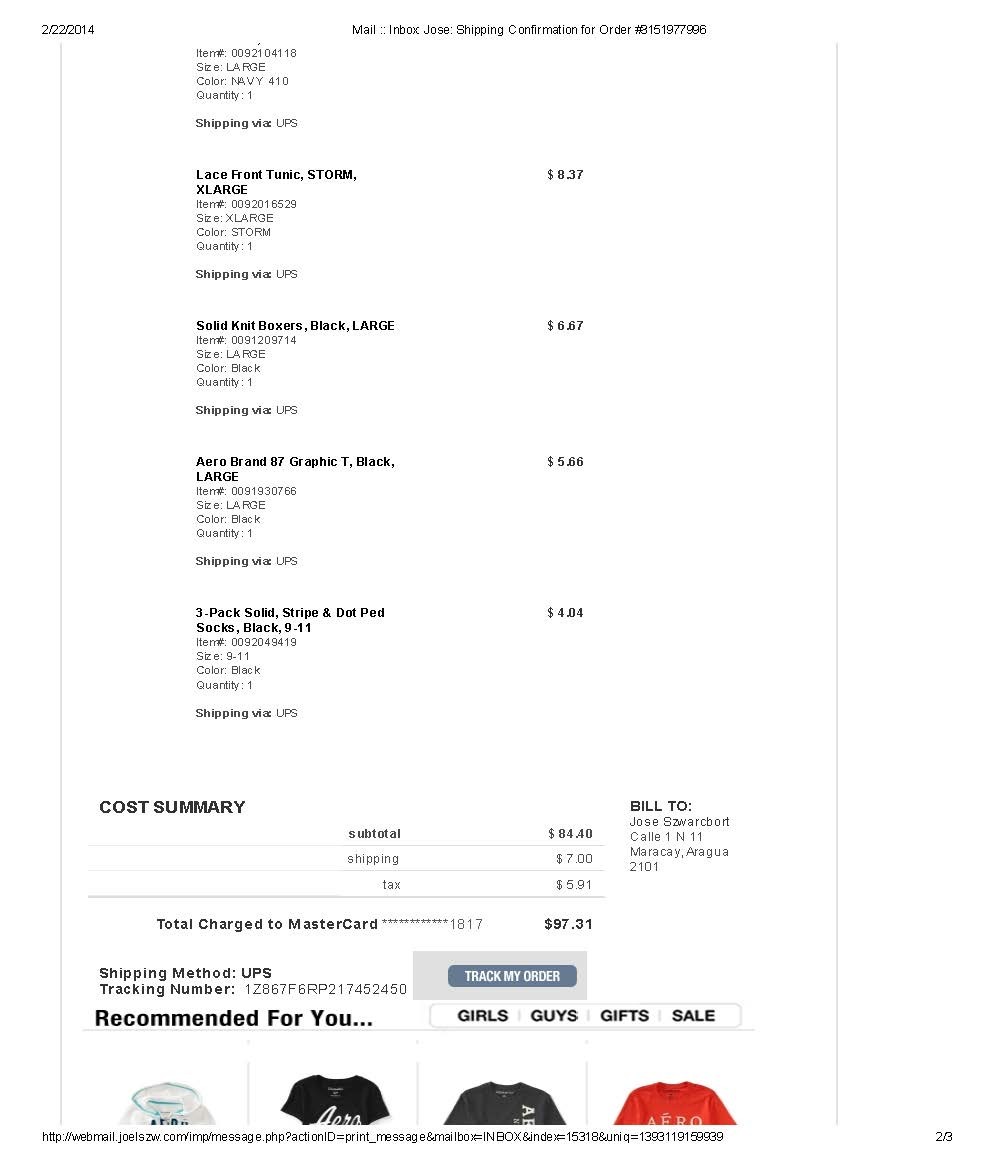 2/22/2014
Mail :: Inbox Jose: Shipping Confirmation for Order #3151977996
Item#: 0092104118
Size: LARGE
Color: NAVY 410
Quantity: 1
Shipping via: UPS
Lace Front Tunic, STORM, $ 8.37
XLARGE
Item#: 0092016529
Size: XLARGE
Color: STORM
Quantity: 1
Shipping via: UPS
Solid Knit Boxers, Black, LARGE $ 6.67
Item#: 0091209714
Size: LARGE
Color: Black
Quantity: 1
Shipping via: UPS
Aero Brand 87 Graphic T, Black, $ 5.66
LARGE
Item#: 0091930766
Size: LARGE
Color: Black
Quantity: 1
Shipping via: UPS
3-Pack Solid, Stripe & Dot Ped $ 4.04
Socks, Black, 9-11
Item#: 0092049419
Size: 9-11
Color: Black
Quantity: 1
Shipping via: UPS
COST SUMMARY
subtotal $ 84.40
shipping $ 7.00
tax $ 5.91
Total Charged to MasterCard ************1817 $97.31
BILL TO:
Jose Szwarcbort
Calle 1 N 11
Maracay, Aragua
2101
Shipping Method: UPS
Tracking Number: 1Z867F6RP217452450
TRACK MY ORDER
Recommended For You...
GIRLS GUYS GIFTS SALE
Aero
AÉRO
http://webmail.joelszw.com/imp/message.php?actionID=print_message&mailbox=INBOX&index=15318&uniq=1393119159939
2/3